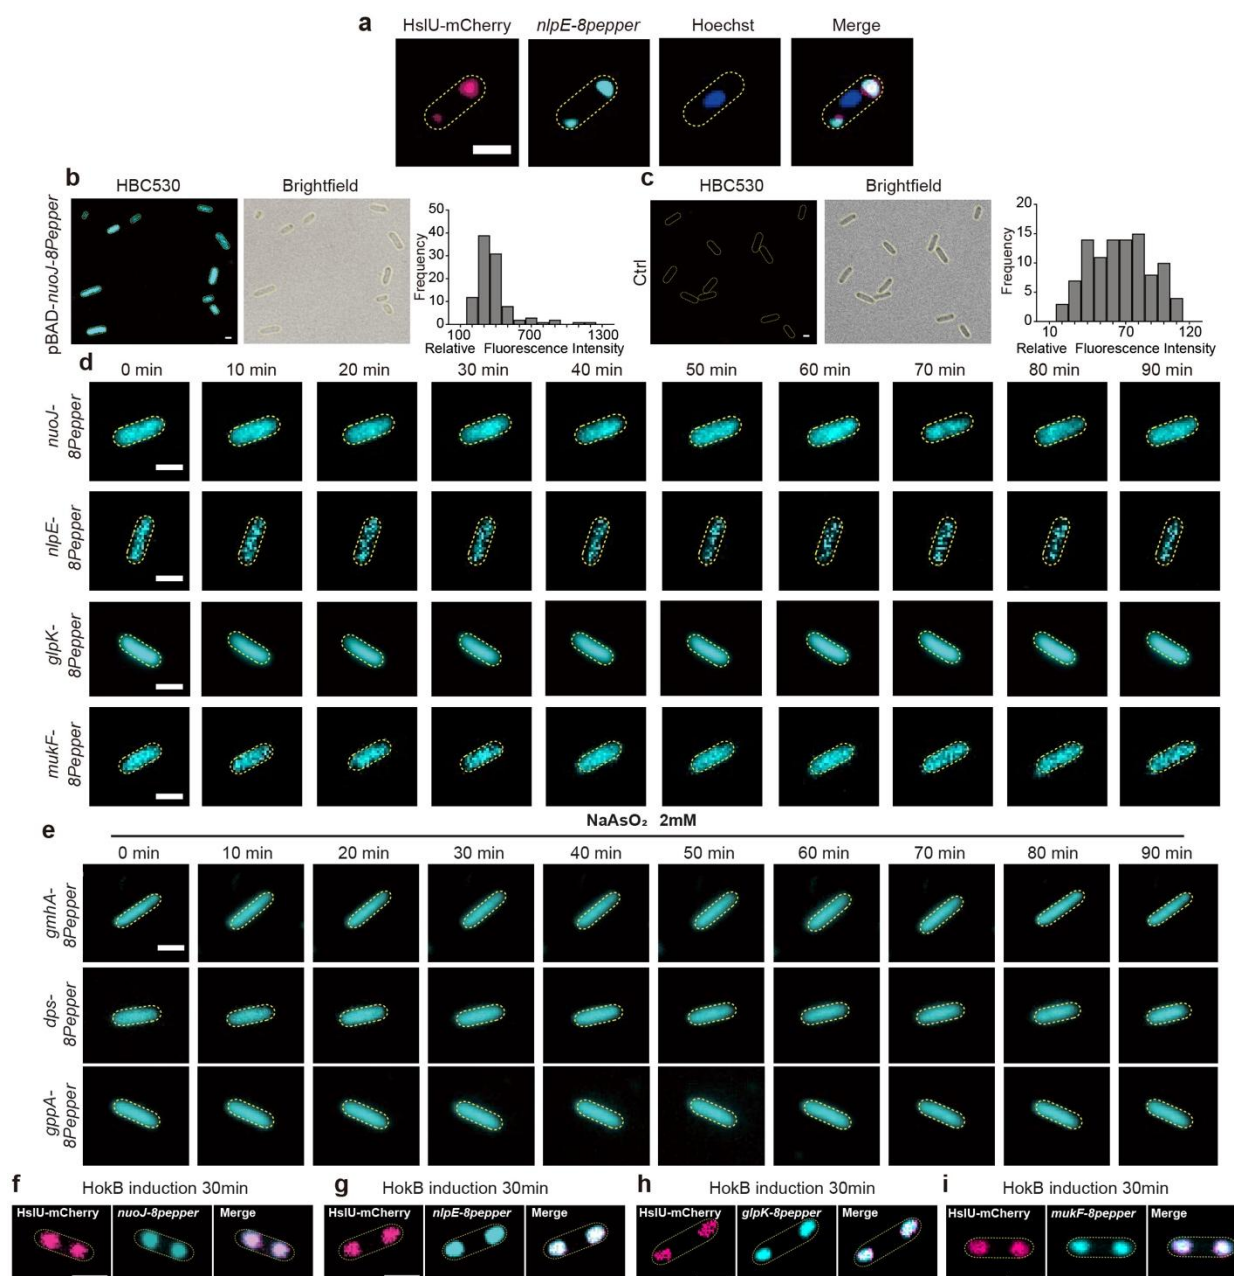 a
HslU-mCherry nlpE-8pepper Hoechst Merge
b HBC530 Brightfield
c HBC530 Brightfield
pBAD-nuoJ-8Pepper
Frequency
50
40
30
20
10
0
100 700 1300
Relative Fluorescence Intensity
Ctrl
Frequency
20
15
10
5
0
10 70 120
Relative Fluorescence Intensity
d
0 min 10 min 20 min 30 min 40 min 50 min 60 min 70 min 80 min 90 min
nuoJ-
8Pepper
nlpE-
8Pepper
glpK-
8Pepper
mukF-
8Pepper
e
NaAsO₂ 2mM
0 min 10 min 20 min 30 min 40 min 50 min 60 min 70 min 80 min 90 min
gmhA-
8Pepper
dps-
8Pepper
gppA-
8Pepper
f HokB induction 30min
HslU-mCherry nuoJ-8pepper Merge
g HokB induction 30min
HslU-mCherry nlpE-8pepper Merge
h HokB induction 30min
HslU-mCherry glpK-8pepper Merge
i HokB induction 30min
HslU-mCherry mukF-8pepper Merge